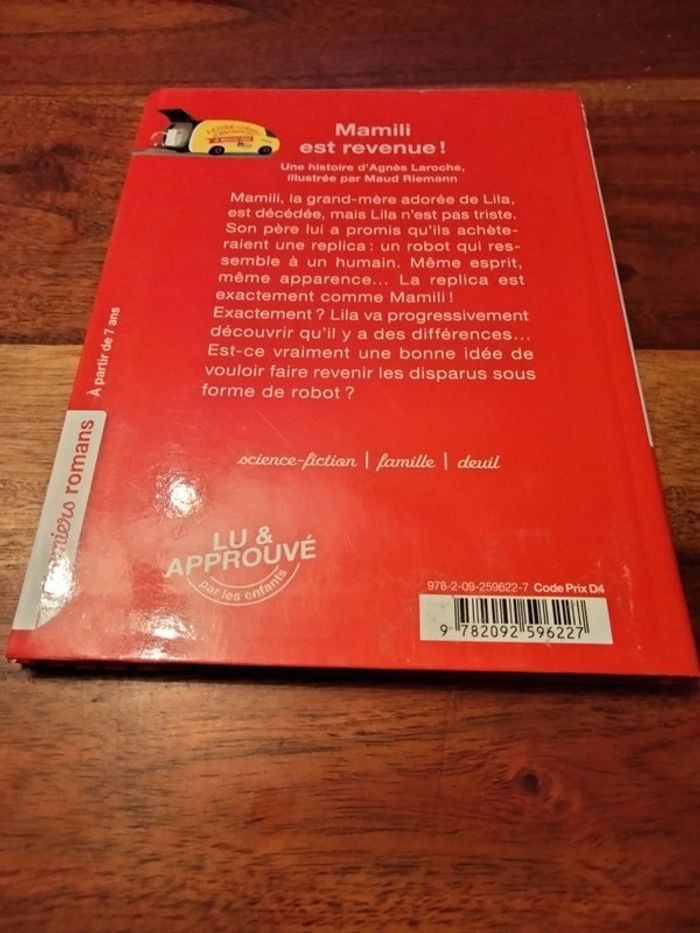 Mamili
est revenue !
Une histoire d'Agnès Laroche,
illustrée par Maud Riemann
Mamili, la grand-mère adorée de Lila,
est décédée, mais Lila n'est pas triste.
Son père lui a promis qu'ils achète-
raient une replica : un robot qui res-
semble à un humain. Même esprit,
même apparence... La replica est
exactement comme Mamili !
Exactement ? Lila va progressivement
découvrir qu'il y a des différences...
Est-ce vraiment une bonne idée de
vouloir faire revenir les disparus sous
forme de robot ?
science-fiction | famille | deuil
À partir de 7 ans
miers romans
LU &
APPROUVÉ
par les enfants
978-2-09-259622-7 Code Prix D4
9 782092 596227